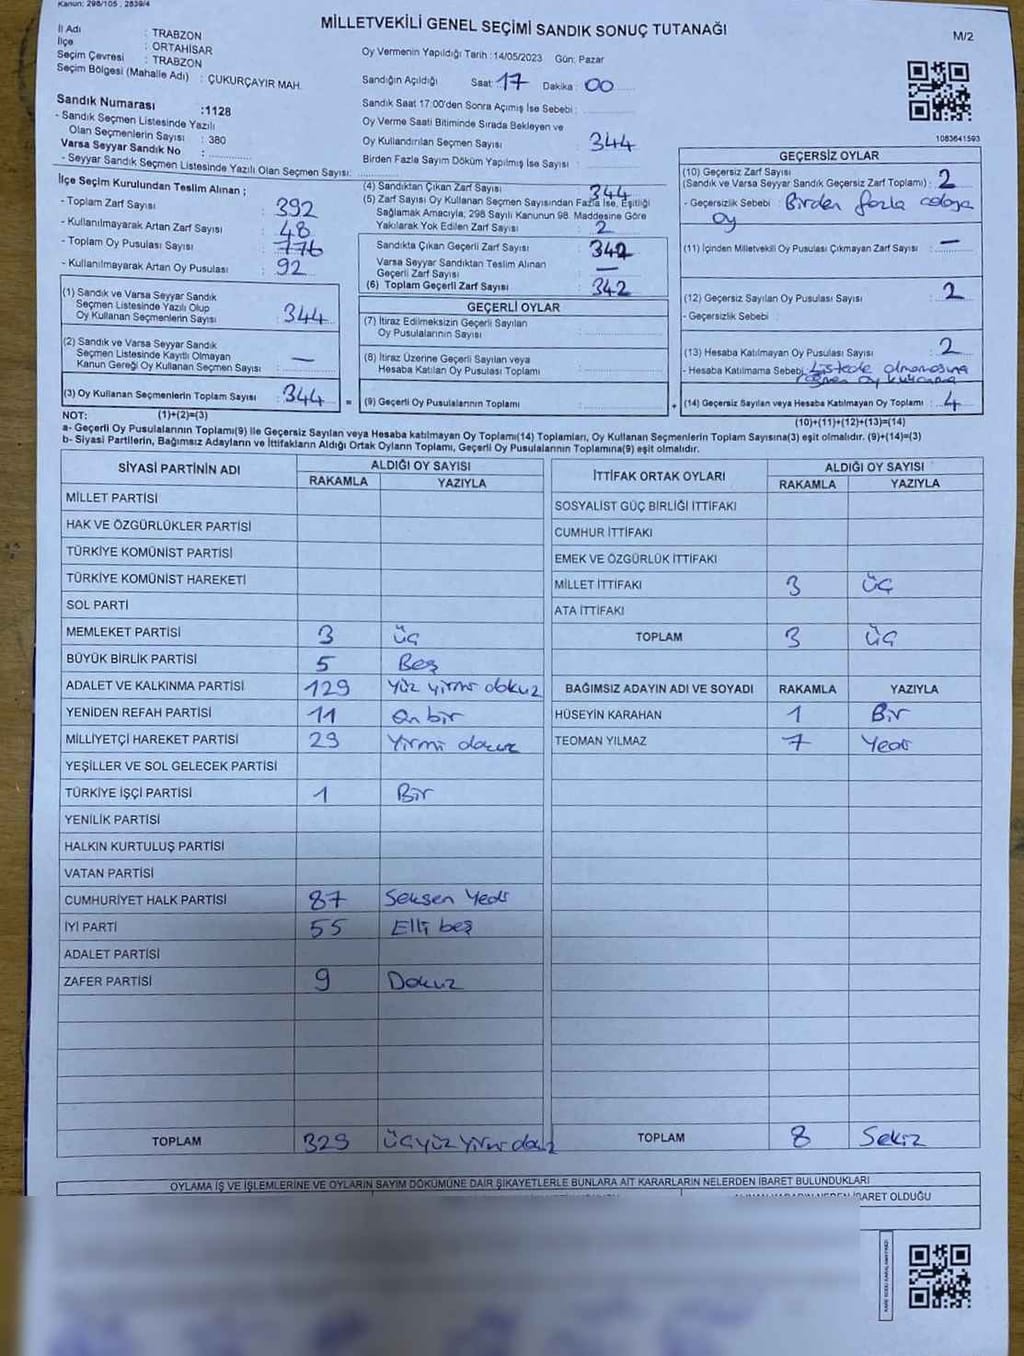 Kanun: 298/105 , 2839/4
MİLLETVEKİLİ GENEL SEÇİMİ SANDIK SONUÇ TUTANAĞI
M/2
İl Adı : TRABZON
İlçe : ORTAHİSAR
Seçim Çevresi : TRABZON
Seçim Bölgesi (Mahalle Adı) : ÇUKURÇAYIR MAH.
Oy Vermenin Yapıldığı Tarih :14/05/2023 Gün: Pazar
Sandığın Açıldığı Saat: 17 Dakika: 00
Sandık Saat 17:00'den Sonra Açımış İse Sebebi :
Oy Verme Saati Bitiminde Sırada Bekleyen ve
Oy Kullandırılan Seçmen Sayısı : 344
Birden Fazla Sayım Döküm Yapılmış İse Sayısı :
Sandık Numarası :1128
- Sandık Seçmen Listesinde Yazılı
Olan Seçmenlerin Sayısı : 380
Varsa Seyyar Sandık No :
- Seyyar Sandık Seçmen Listesinde Yazılı Olan Seçmen Sayısı:
1083641593
İlçe Seçim Kurulundan Teslim Alınan ;
- Toplam Zarf Sayısı : 392
- Kullanılmayarak Artan Zarf Sayısı : 48
- Toplam Oy Pusulası Sayısı : 776
- Kullanılmayarak Artan Oy Pusulası : 92
(4) Sandıktan Çıkan Zarf Sayısı 344
(5) Zarf Sayısı Oy Kullanan Seçmen Sayısından Fazla İse, Eşitliği
Sağlamak Amacıyla; 298 Sayılı Kanunun 98. Maddesine Göre
Yakılarak Yok Edilen Zarf Sayısı : 2
Sandıkta Çıkan Geçerli Zarf Sayısı : 342
Varsa Seyyar Sandıktan Teslim Alınan
Geçerli Zarf Sayısı : —
(6) Toplam Geçerli Zarf Sayısı : 342
GEÇERSİZ OYLAR
(10) Geçersiz Zarf Sayısı
(Sandık ve Varsa Seyyar Sandık Geçersiz Zarf Toplamı) : 2
- Geçersizlik Sebebi : Birden fazla
oy
(11) İçinden Milletvekili Oy Pusulası Çıkmayan Zarf Sayısı : —
(12) Geçersiz Sayılan Oy Pusulası Sayısı : 2
- Geçersizlik Sebebi :
(13) Hesaba Katılmayan Oy Pusulası Sayısı : 2
- Hesaba Katılmama Sebebi: Listede olmamasına
rağmen oy kullanma
(14) Geçersiz Sayılan veya Hesaba Katılmayan Oy Toplamı : 4
(10)+(11)+(12)+(13)=(14)
(1) Sandık ve Varsa Seyyar Sandık
Seçmen Listesinde Yazılı Olup
Oy Kullanan Seçmenlerin Sayısı : 344
(2) Sandık ve Varsa Seyyar Sandık
Seçmen Listesinde Kayıtlı Olmayan
Kanun Gereği Oy Kullanan Seçmen Sayısı : —
(3) Oy Kullanan Seçmenlerin Toplam Sayısı : 344 =
GEÇERLİ OYLAR
(7) İtiraz Edilmeksizin Geçerli Sayılan
Oy Pusulalarının Sayısı :
(8) İtiraz Üzerine Geçerli Sayılan veya
Hesaba Katılan Oy Pusulası Toplamı :
(9) Geçerli Oy Pusulalarının Toplamı : +
NOT: (1)+(2)=(3)
a- Geçerli Oy Pusulalarının Toplamı(9) ile Geçersiz Sayılan veya Hesaba katılmayan Oy Toplamı(14) Toplamları, Oy Kullanan Seçmenlerin Toplam Sayısına(3) eşit olmalıdır. (9)+(14)=(3)
b- Siyasi Partilerin, Bağımsız Adayların ve İttifakların Aldığı Ortak Oyların Toplamı, Geçerli Oy Pusulalarının Toplamına(9) eşit olmalıdır.
SİYASİ PARTİNİN ADI ALDIĞI OY SAYISI
RAKAMLA YAZIYLA
MİLLET PARTİSİ
HAK VE ÖZGÜRLÜKLER PARTİSİ
TÜRKİYE KOMÜNİST PARTİSİ
TÜRKİYE KOMÜNİST HAREKETİ
SOL PARTİ
MEMLEKET PARTİSİ 3 üç
BÜYÜK BİRLİK PARTİSİ 5 Beş
ADALET VE KALKINMA PARTİSİ 129 yüz yirmi dokuz
YENİDEN REFAH PARTİSİ 11 on bir
MİLLİYETÇİ HAREKET PARTİSİ 29 Yirmi dokuz
YEŞİLLER VE SOL GELECEK PARTİSİ
TÜRKİYE İŞÇİ PARTİSİ 1 Bir
YENİLİK PARTİSİ
HALKIN KURTULUŞ PARTİSİ
VATAN PARTİSİ
CUMHURİYET HALK PARTİSİ 87 Seksen Yedi
İYİ PARTİ 55 Elli beş
ADALET PARTİSİ
ZAFER PARTİSİ 9 Dokuz
TOPLAM 329 üçyüz yirmi dokuz
İTTİFAK ORTAK OYLARI ALDIĞI OY SAYISI
RAKAMLA YAZIYLA
SOSYALİST GÜÇ BİRLİĞİ İTTİFAKI
CUMHUR İTTİFAKI
EMEK VE ÖZGÜRLÜK İTTİFAKI
MİLLET İTTİFAKI 3 üç
ATA İTTİFAKI
TOPLAM 3 üç
BAĞIMSIZ ADAYIN ADI VE SOYADI RAKAMLA YAZIYLA
HÜSEYİN KARAHAN 1 Bir
TEOMAN YILMAZ 7 Yedi
TOPLAM 8 Sekiz
OYLAMA İŞ VE İŞLEMLERİNE VE OYLARIN SAYIM DÖKÜMÜNE DAİR ŞİKAYETLERLE BUNLARA AİT KARARLARIN NELERDEN İBARET BULUNDUKLARI
İBARET OLDUĞU